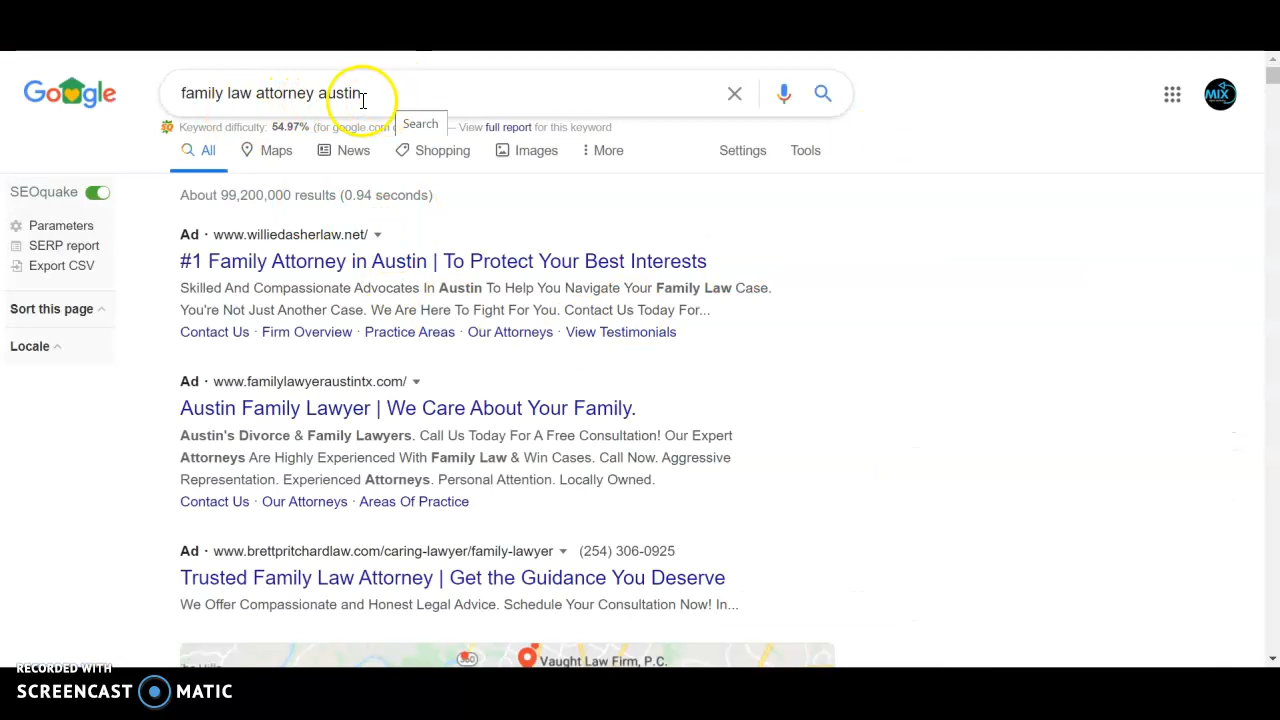 Google
family law attorney austin
MIX
Keyword difficulty: 54.97% (for google.com
Search
View full report for this keyword
All Maps News Shopping Images More Settings Tools
SEOquake
Parameters
SERP report
Export CSV
Sort this page
Locale
About 99,200,000 results (0.94 seconds)
Ad · www.williedasherlaw.net/
#1 Family Attorney in Austin | To Protect Your Best Interests
Skilled And Compassionate Advocates In Austin To Help You Navigate Your Family Law Case.
You're Not Just Another Case. We Are Here To Fight For You. Contact Us Today For...
Contact Us · Firm Overview · Practice Areas · Our Attorneys · View Testimonials
Ad · www.familylawyeraustintx.com/
Austin Family Lawyer | We Care About Your Family.
Austin's Divorce & Family Lawyers. Call Us Today For A Free Consultation! Our Expert
Attorneys Are Highly Experienced With Family Law & Win Cases. Call Now. Aggressive
Representation. Experienced Attorneys. Personal Attention. Locally Owned.
Contact Us · Our Attorneys · Areas Of Practice
Ad · www.brettpritchardlaw.com/caring-lawyer/family-lawyer (254) 306-0925
Trusted Family Law Attorney | Get the Guidance You Deserve
We Offer Compassionate and Honest Legal Advice. Schedule Your Consultation Now! In...
360
Vaught Law Firm, P.C.
RECORDED WITH
SCREENCAST MATIC